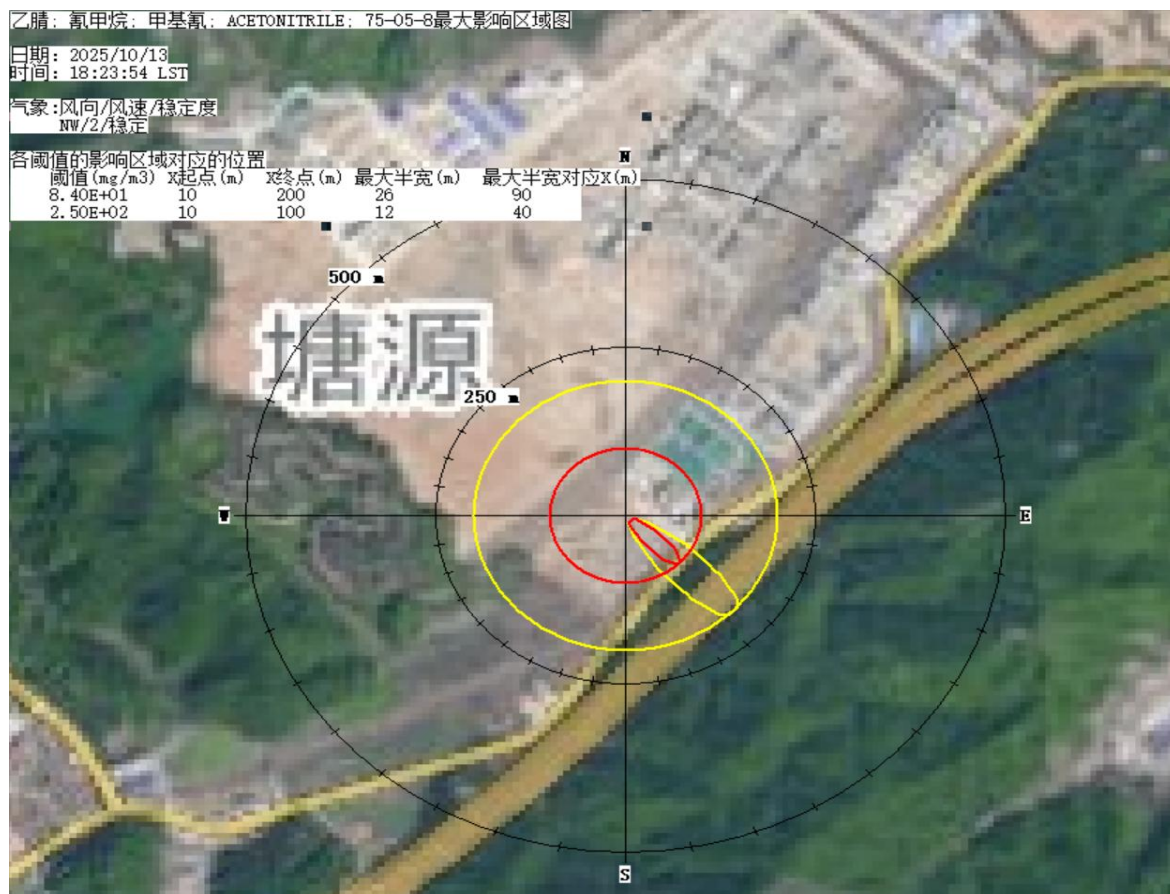 乙腈; 氰甲烷; 甲基氰; ACETONITRILE; 75-05-8最大影响区域图
日期: 2025/10/13
时间: 18:23:54 LST
气象:风向/风速/稳定度
NW/2/稳定
各阈值的影响区域对应的位置
阈值(mg/m3) X起点(m) X终点(m) 最大半宽(m) 最大半宽对应X(m)
8.40E+01 10 200 26 90
2.50E+02 10 100 12 40
N
500 m
塘源
250 m
W
E
S